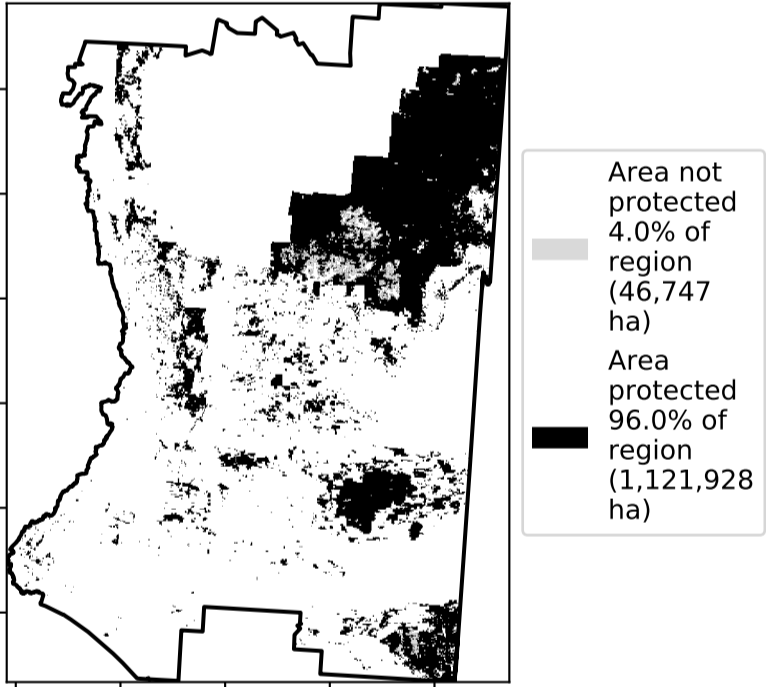 Area not
protected
4.0% of
region
(46,747
ha)
Area
protected
96.0% of
region
(1,121,928
ha)